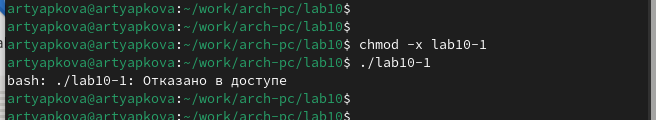 artyapkova@artyapkova:~/work/arch-pc/lab10$
artyapkova@artyapkova:~/work/arch-pc/lab10$
artyapkova@artyapkova:~/work/arch-pc/lab10$ chmod -x lab10-1
artyapkova@artyapkova:~/work/arch-pc/lab10$ ./lab10-1
bash: ./lab10-1: Отказано в доступе
artyapkova@artyapkova:~/work/arch-pc/lab10$
artyapkova@artyapkova:~/work/arch-pc/lab10$